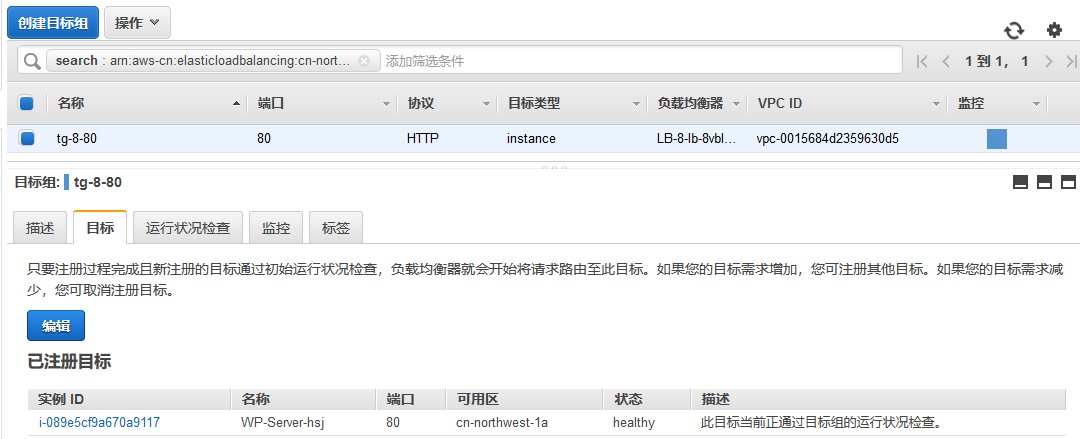 创建目标组 操作
search : arn:aws-cn:elasticloadbalancing:cn-nort... 添加筛选条件 1 到 1， 1
名称 端口 协议 目标类型 负载均衡器 VPC ID 监控
tg-8-80 80 HTTP instance LB-8-lb-8vbl... vpc-0015684d2359630d5
目标组: tg-8-80
描述 目标 运行状况检查 监控 标签
只要注册过程完成且新注册的目标通过初始运行状况检查，负载均衡器就会开始将请求路由至此目标。如果您的目标需求增加，您可注册其他目标。如果您的目标需求减
少，您可取消注册目标。
编辑
已注册目标
实例 ID 名称 端口 可用区 状态 描述
i-089e5cf9a670a9117 WP-Server-hsj 80 cn-northwest-1a healthy 此目标当前正通过目标组的运行状况检查。